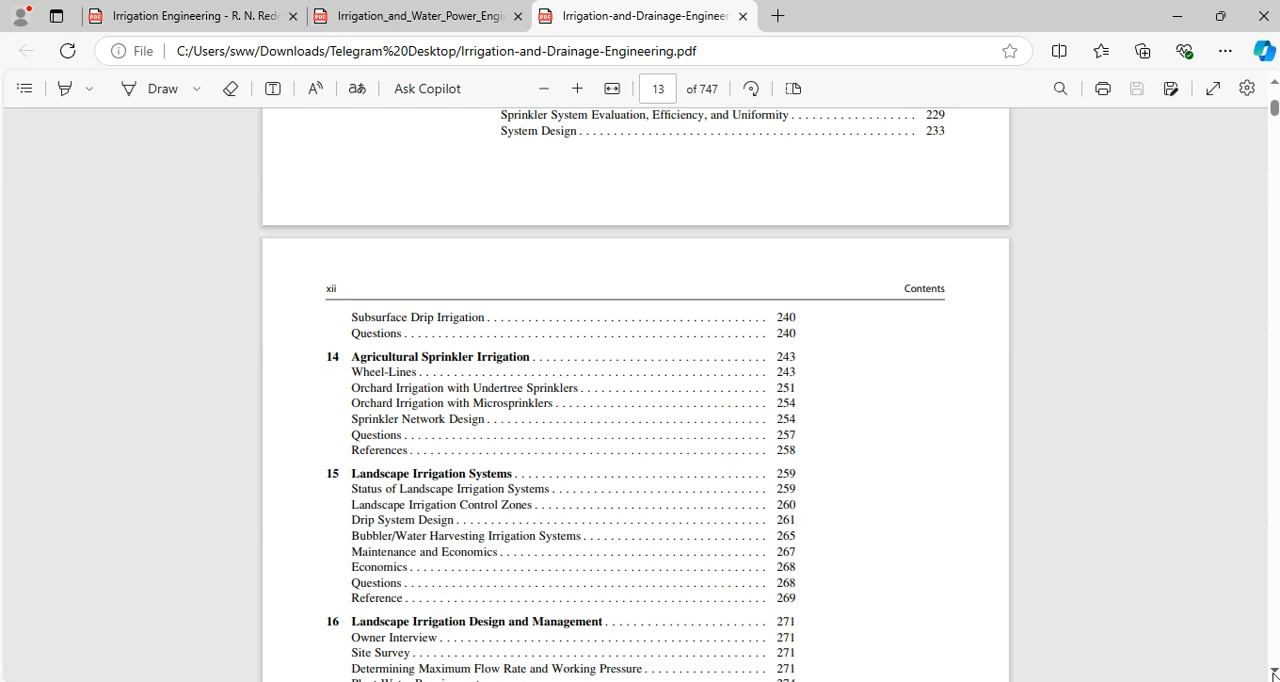 Irrigation Engineering - R. N. Red
Irrigation_and_Water_Power_Engi
Irrigation-and-Drainage-Engineer
File
C:/Users/sww/Downloads/Telegram%20Desktop/Irrigation-and-Drainage-Engineering.pdf
Draw
Ask Copilot
13 of 747
Sprinkler System Evaluation, Efficiency, and Uniformity . . . . . . . . . . . . . . . . . . 229
System Design . . . . . . . . . . . . . . . . . . . . . . . . . . . . . . . . . . . . . . . . . . . . . . . . . 233
xii Contents
Subsurface Drip Irrigation . . . . . . . . . . . . . . . . . . . . . . . . . . . . . . . . . . . . . . . 240
Questions . . . . . . . . . . . . . . . . . . . . . . . . . . . . . . . . . . . . . . . . . . . . . . . . . . . . 240
14 Agricultural Sprinkler Irrigation . . . . . . . . . . . . . . . . . . . . . . . . . . . . . . . . . 243
Wheel-Lines . . . . . . . . . . . . . . . . . . . . . . . . . . . . . . . . . . . . . . . . . . . . . . . . . . 243
Orchard Irrigation with Undertree Sprinklers . . . . . . . . . . . . . . . . . . . . . . . . . . 251
Orchard Irrigation with Microsprinklers . . . . . . . . . . . . . . . . . . . . . . . . . . . . . . 254
Sprinkler Network Design . . . . . . . . . . . . . . . . . . . . . . . . . . . . . . . . . . . . . . . 254
Questions . . . . . . . . . . . . . . . . . . . . . . . . . . . . . . . . . . . . . . . . . . . . . . . . . . . . 257
References . . . . . . . . . . . . . . . . . . . . . . . . . . . . . . . . . . . . . . . . . . . . . . . . . . . 258
15 Landscape Irrigation Systems . . . . . . . . . . . . . . . . . . . . . . . . . . . . . . . . . . . 259
Status of Landscape Irrigation Systems . . . . . . . . . . . . . . . . . . . . . . . . . . . . . . 259
Landscape Irrigation Control Zones . . . . . . . . . . . . . . . . . . . . . . . . . . . . . . . . . 260
Drip System Design . . . . . . . . . . . . . . . . . . . . . . . . . . . . . . . . . . . . . . . . . . . . 261
Bubbler/Water Harvesting Irrigation Systems . . . . . . . . . . . . . . . . . . . . . . . . . . 265
Maintenance and Economics . . . . . . . . . . . . . . . . . . . . . . . . . . . . . . . . . . . . . . 267
Economics . . . . . . . . . . . . . . . . . . . . . . . . . . . . . . . . . . . . . . . . . . . . . . . . . . . 268
Questions . . . . . . . . . . . . . . . . . . . . . . . . . . . . . . . . . . . . . . . . . . . . . . . . . . . . 268
Reference . . . . . . . . . . . . . . . . . . . . . . . . . . . . . . . . . . . . . . . . . . . . . . . . . . . . 269
16 Landscape Irrigation Design and Management . . . . . . . . . . . . . . . . . . . . . . . 271
Owner Interview . . . . . . . . . . . . . . . . . . . . . . . . . . . . . . . . . . . . . . . . . . . . . . . 271
Site Survey . . . . . . . . . . . . . . . . . . . . . . . . . . . . . . . . . . . . . . . . . . . . . . . . . . . 271
Determining Maximum Flow Rate and Working Pressure . . . . . . . . . . . . . . . . . 271